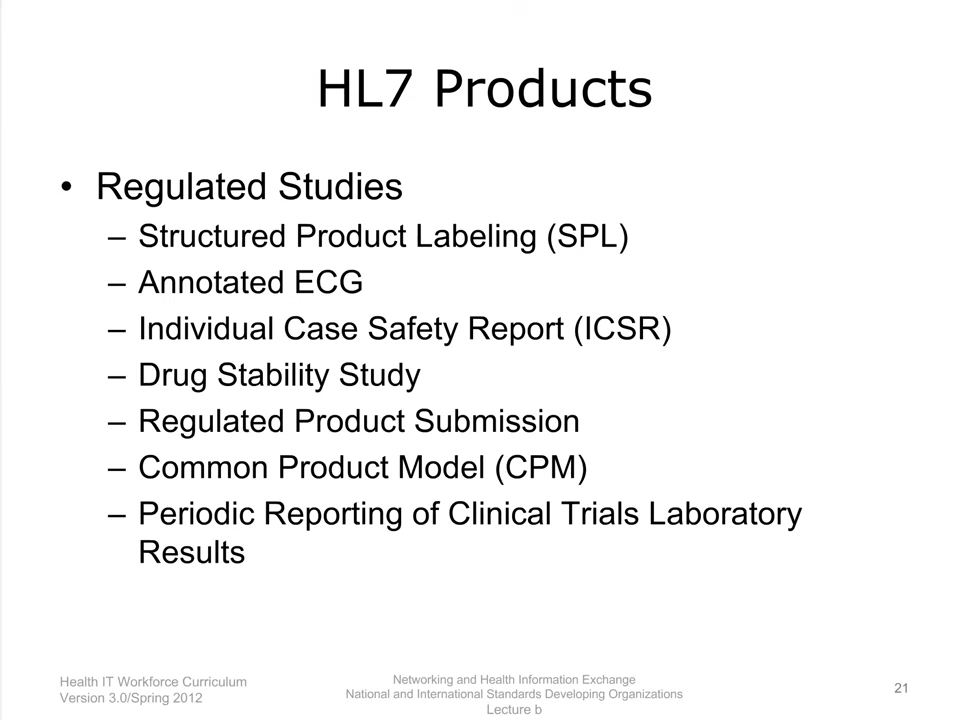 HL7 Products
• Regulated Studies
– Structured Product Labeling (SPL)
– Annotated ECG
– Individual Case Safety Report (ICSR)
– Drug Stability Study
– Regulated Product Submission
– Common Product Model (CPM)
– Periodic Reporting of Clinical Trials Laboratory
Results
Health IT Workforce Curriculum
Version 3.0/Spring 2012
Networking and Health Information Exchange
National and International Standards Developing Organizations
Lecture b
21